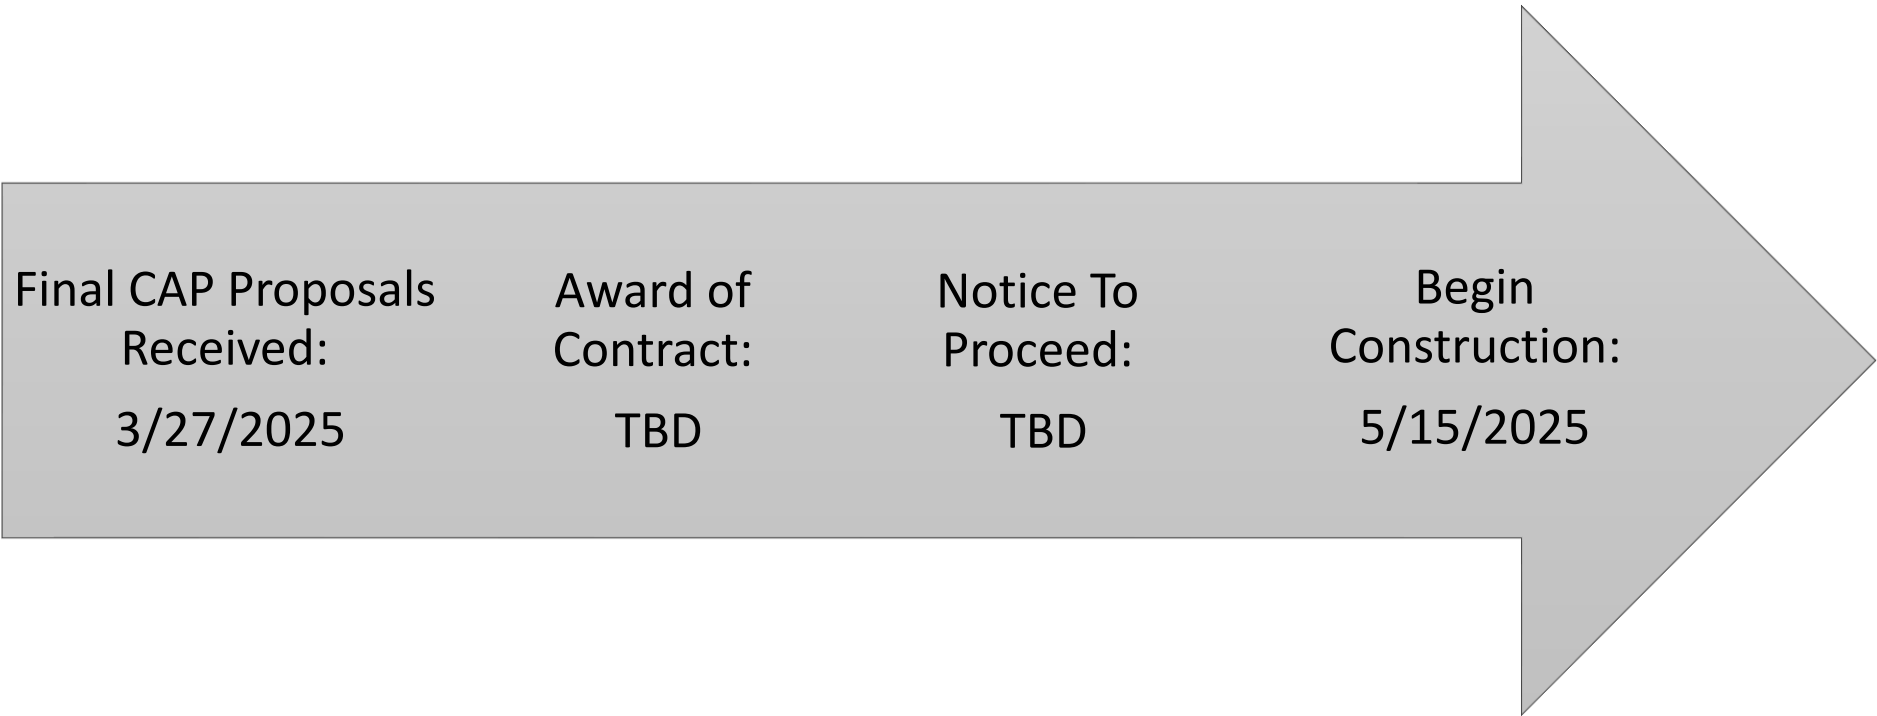 Final CAP Proposals
Received:
3/27/2025
Award of
Contract:
TBD
Notice To
Proceed:
TBD
Begin
Construction:
5/15/2025